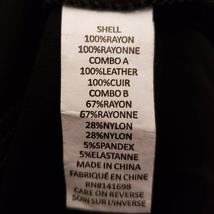 SHELL
100%RAYON
100%RAYONNE
COMBO A
100%LEATHER
100%CUIR
COMBO B
67%RAYON
67%RAYONNE
28%NYLON
28%NYLON
5%SPANDEX
5%ELASTANNE
MADE IN CHINA
FABRIQUÉ EN CHINE
RN#141698
CARE ON REVERSE
SOIN SUR L'INVERSE